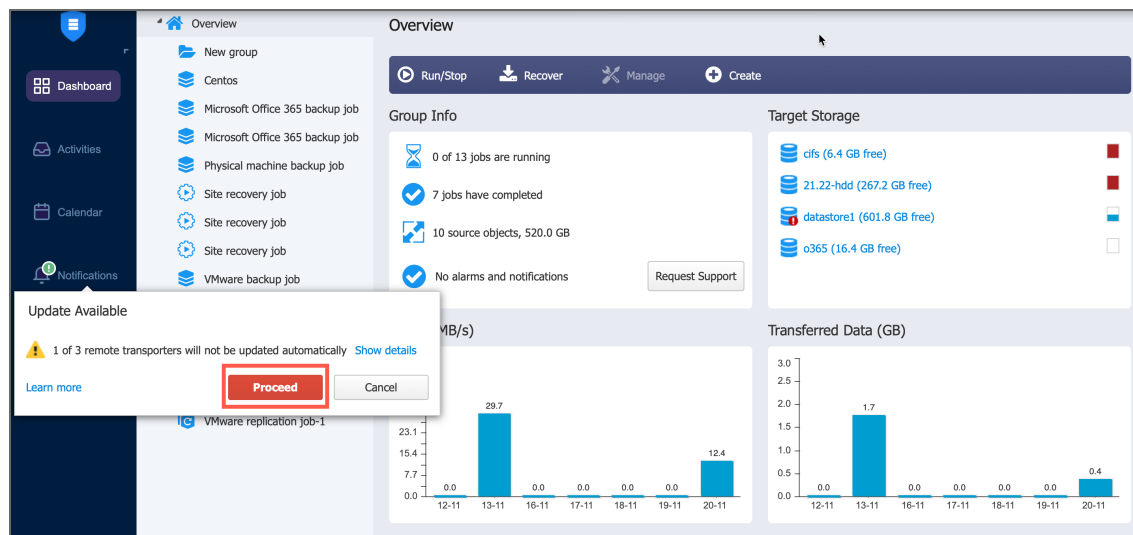 Dashboard
Activities
Calendar
Notifications
Overview
New group
Centos
Microsoft Office 365 backup job
Microsoft Office 365 backup job
Physical machine backup job
Site recovery job
Site recovery job
Site recovery job
VMware backup job
VMware replication job-1
Update Available
1 of 3 remote transporters will not be updated automatically Show details
Learn more
Proceed
Cancel
Overview
Run/Stop
Recover
Manage
Create
Group Info
0 of 13 jobs are running
7 jobs have completed
10 source objects, 520.0 GB
No alarms and notifications
Request Support
Target Storage
cifs (6.4 GB free)
21.22-hdd (267.2 GB free)
datastore1 (601.8 GB free)
o365 (16.4 GB free)
MB/s)
23.1
15.4
7.7
0.0
0.0 29.7 0.0 0.0 0.0 0.0 12.4
12-11 13-11 16-11 17-11 18-11 19-11 20-11
Transferred Data (GB)
3.0
2.5
2.0
1.5
1.0
0.5
0.0
0.0 1.7 0.0 0.0 0.0 0.0 0.4
12-11 13-11 16-11 17-11 18-11 19-11 20-11